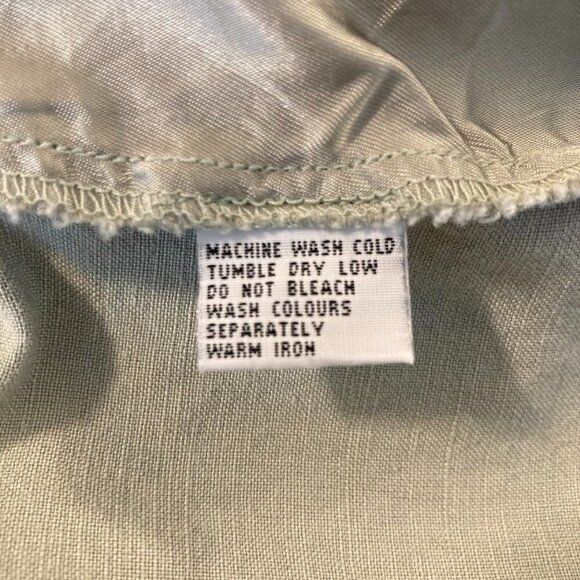 MACHINE WASH COLD
TUMBLE DRY LOW
DO NOT BLEACH
WASH COLOURS
SEPARATELY
WARM IRON